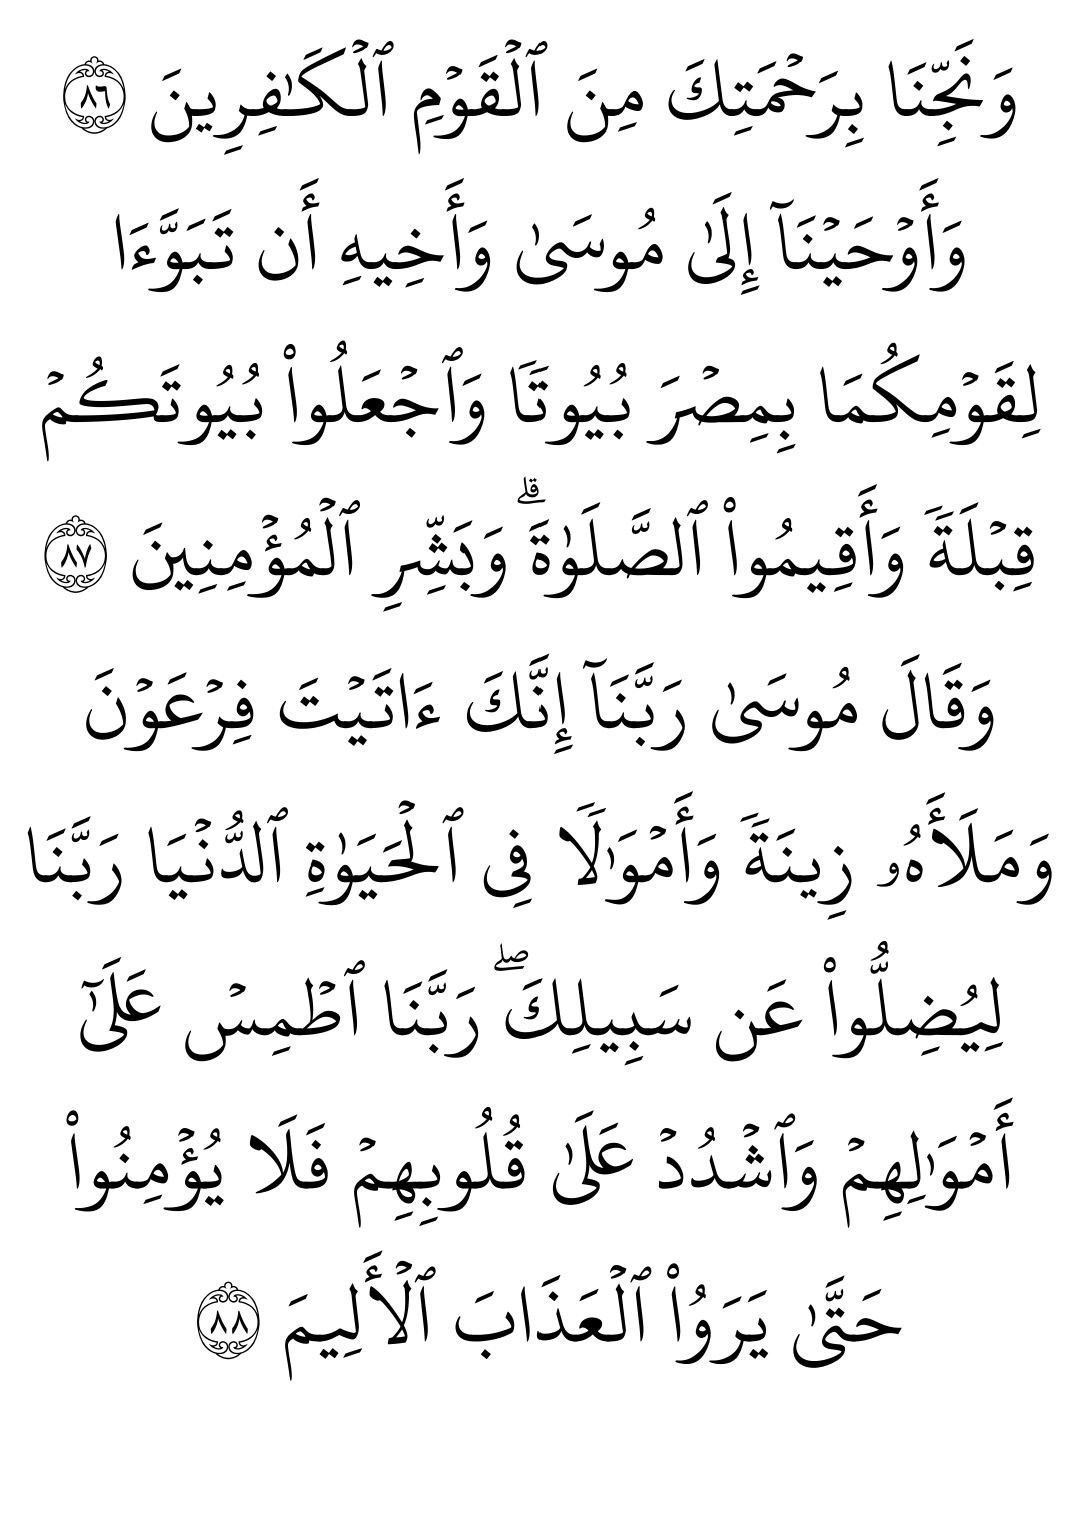 وَنَجِّنَا بِرَحْمَتِكَ مِنَ ٱلْقَوْمِ ٱلْكَـٰفِرِينَ ٨٦
وَأَوْحَيْنَآ إِلَىٰ مُوسَىٰ وَأَخِيهِ أَن تَبَوَّءَا
لِقَوْمِكُمَا بِمِصْرَ بُيُوتًا وَٱجْعَلُوا۟ بُيُوتَكُمْ
قِبْلَةً وَأَقِيمُوا۟ ٱلصَّلَوٰةَ ۗ وَبَشِّرِ ٱلْمُؤْمِنِينَ ٨٧
وَقَالَ مُوسَىٰ رَبَّنَآ إِنَّكَ ءَاتَيْتَ فِرْعَوْنَ
وَمَلَأَهُۥ زِينَةً وَأَمْوَٰلًا فِى ٱلْحَيَوٰةِ ٱلدُّنْيَا رَبَّنَا
لِيُضِلُّوا۟ عَن سَبِيلِكَ ۖ رَبَّنَا ٱطْمِسْ عَلَىٰٓ
أَمْوَٰلِهِمْ وَٱشْدُدْ عَلَىٰ قُلُوبِهِمْ فَلَا يُؤْمِنُوا۟
حَتَّىٰ يَرَوُا۟ ٱلْعَذَابَ ٱلْأَلِيمَ ٨٨